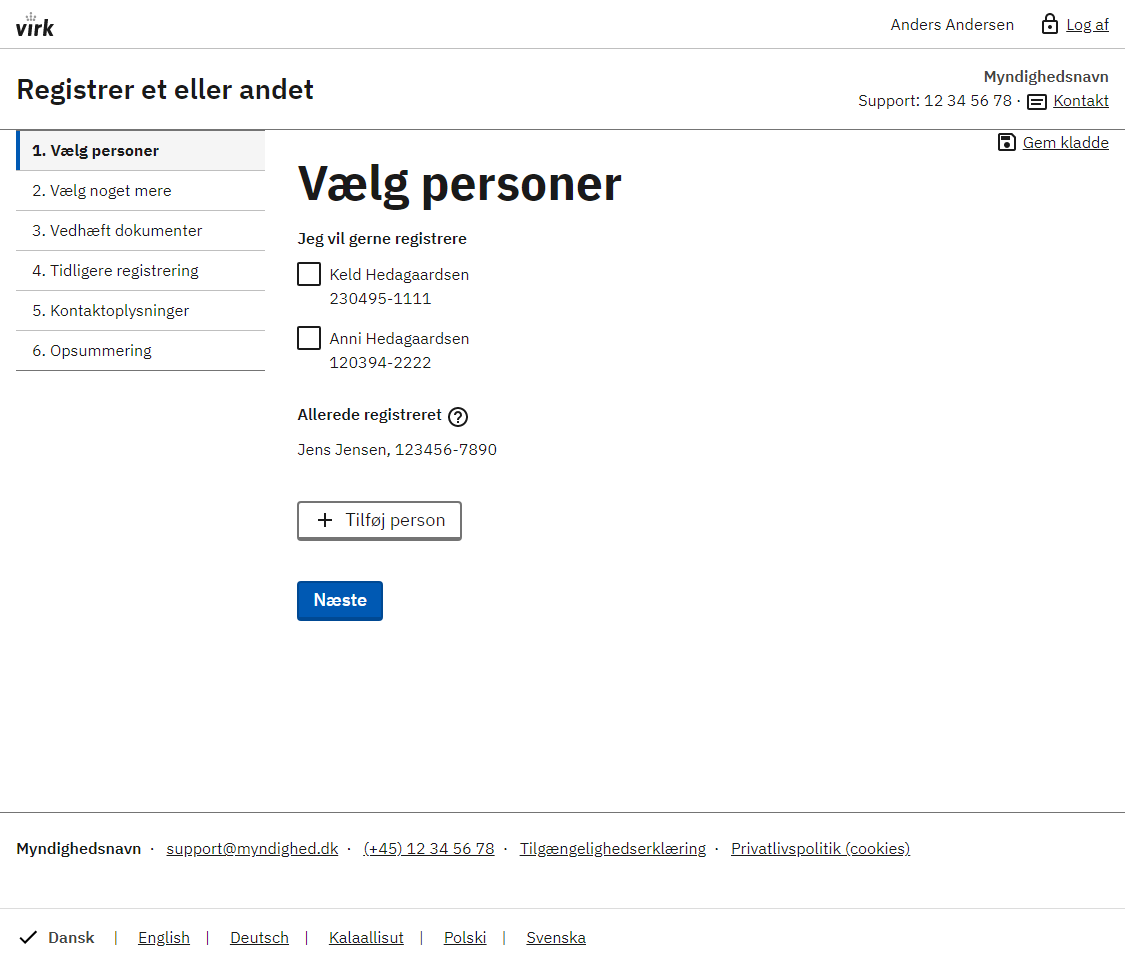 virk
Anders Andersen Log af
Registrer et eller andet
Myndighedsnavn
Support: 12 34 56 78 · Kontakt
Gem kladde
1. Vælg personer
2. Vælg noget mere
3. Vedhæft dokumenter
4. Tidligere registrering
5. Kontaktoplysninger
6. Opsummering
Vælg personer
Jeg vil gerne registrere
Keld Hedagaardsen
230495-1111
Anni Hedagaardsen
120394-2222
Allerede registreret ?
Jens Jensen, 123456-7890
+ Tilføj person
Næste
Myndighedsnavn · support@myndighed.dk · (+45) 12 34 56 78 · Tilgængelighedserklæring · Privatlivspolitik (cookies)
Dansk | English | Deutsch | Kalaallisut | Polski | Svenska